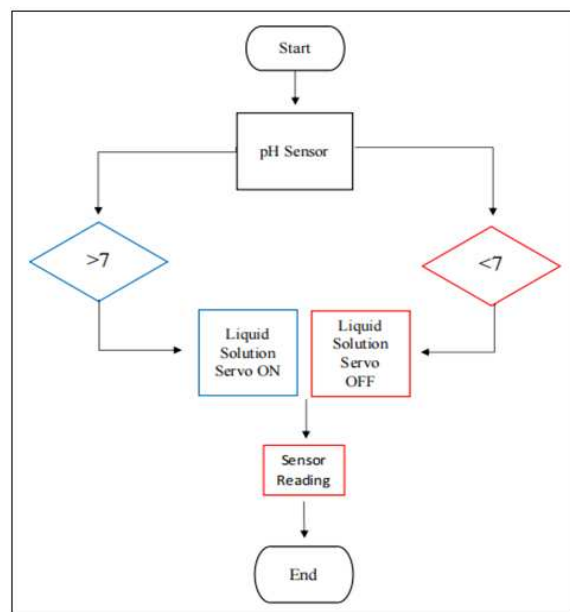 Start
pH Sensor
>7
<7
Liquid
Solution
Servo ON
Liquid
Solution
Servo
OFF
Sensor
Reading
End